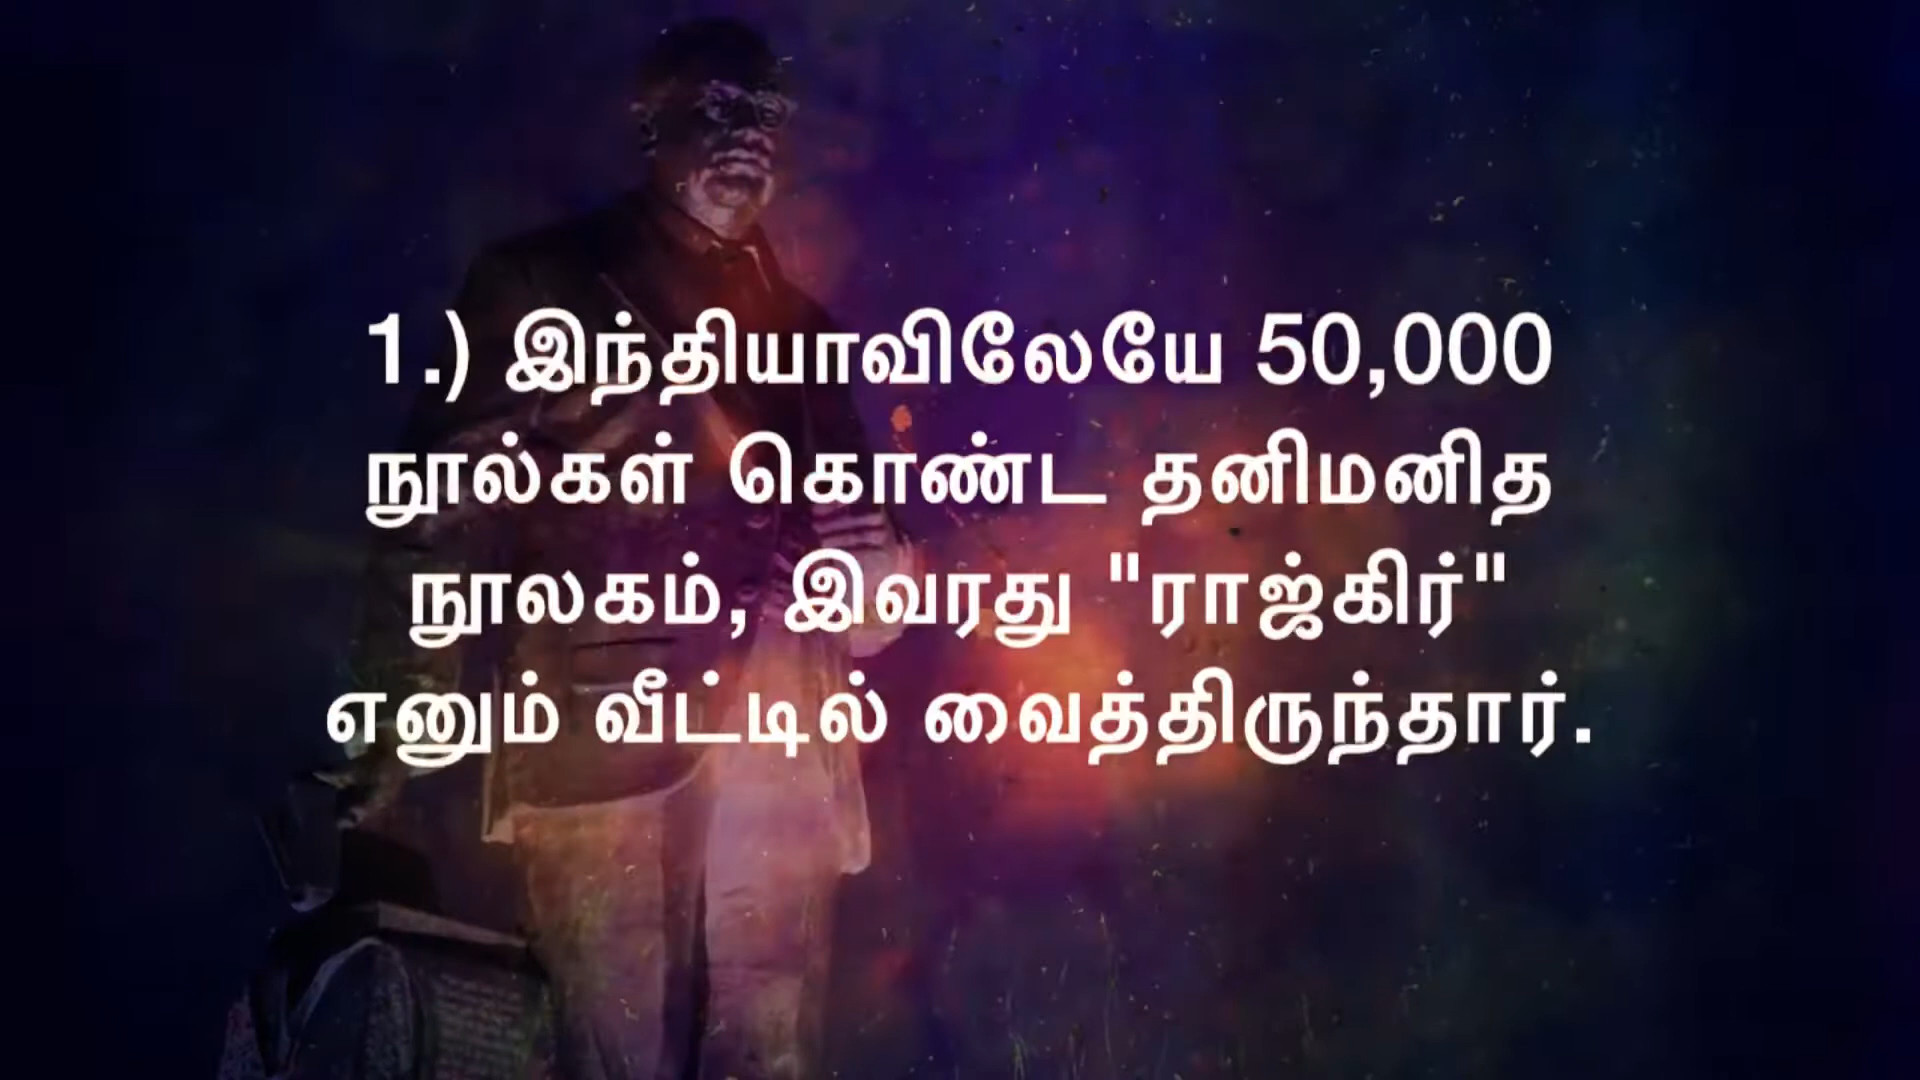 1.) இந்தியாவிலேயே 50,000
நூல்கள் கொண்ட தனிமனித
நூலகம், இவரது "ராஜ்கிர்"
எனும் வீட்டில் வைத்திருந்தார்.